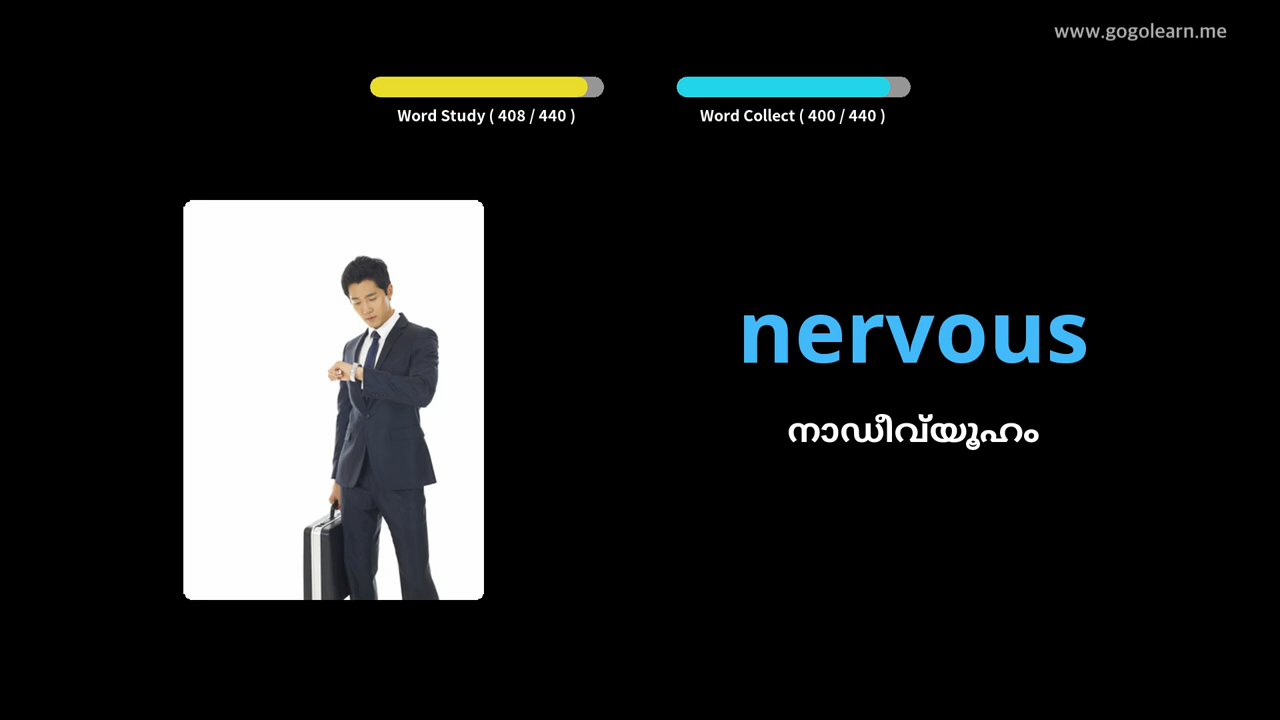 www.gogolearn.me
Word Study ( 408 / 440 )
Word Collect ( 400 / 440 )
nervous
നാഡീവ്‌യൂഹം